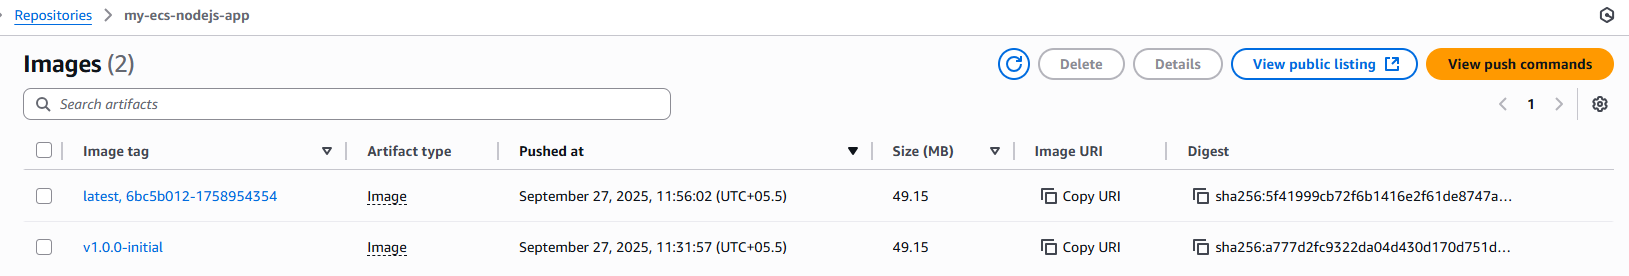 Repositories > my-ecs-nodejs-app
Images (2) Delete Details View public listing View push commands
Search artifacts 1
Image tag Artifact type Pushed at Size (MB) Image URI Digest
latest, 6bc5b012-1758954354 Image September 27, 2025, 11:56:02 (UTC+05.5) 49.15 Copy URI sha256:5f41999cb72f6b1416e2f61de8747a...
v1.0.0-initial Image September 27, 2025, 11:31:57 (UTC+05.5) 49.15 Copy URI sha256:a777d2fc9322da04d430d170d751d...